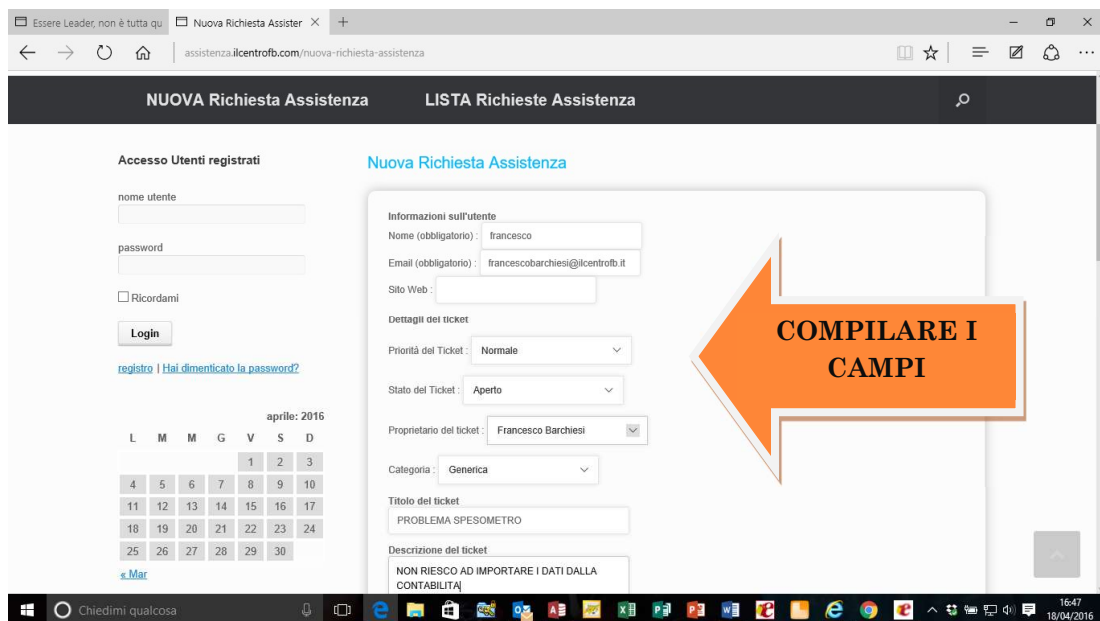 Essere Leader, non è tutta qu
Nuova Richiesta Assister
assistenza.ilcentrofb.com/nuova-richiesta-assistenza
NUOVA Richiesta Assistenza
LISTA Richieste Assistenza
Accesso Utenti registrati
nome utente
password
Ricordami
Login
registro | Hai dimenticato la password?
aprile: 2016
L M M G V S D
1 2 3
4 5 6 7 8 9 10
11 12 13 14 15 16 17
18 19 20 21 22 23 24
25 26 27 28 29 30
« Mar
Nuova Richiesta Assistenza
Informazioni sull'utente
Nome (obbligatorio) : francesco
Email (obbligatorio) : francescobarchiesi@ilcentrofb.it
Sito Web :
Dettagli del ticket
Priorità del Ticket : Normale
Stato del Ticket : Aperto
Proprietario del ticket : Francesco Barchiesi
Categoria : Generica
Titolo del ticket
PROBLEMA SPESOMETRO
Descrizione del ticket
NON RIESCO AD IMPORTARE I DATI DALLA
CONTABILITA
COMPILARE I
CAMPI
Chiedimi qualcosa
16:47
18/04/2016